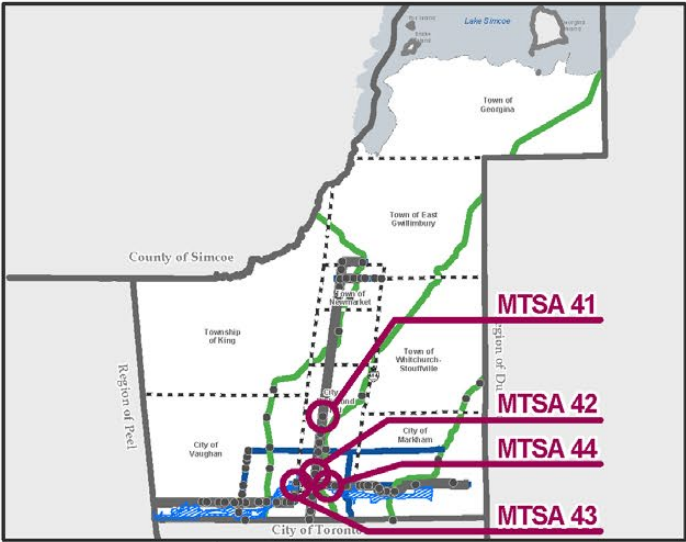 Lake Simcoe
Town of
Georgina
Town of East
Gwillimbury
County of Simcoe
Town of
Newmarket
MTSA 41
Township
of King
Town of
Whitchurch-
Stouffville
Region of Peel
MTSA 42
City of
Vaughan
City of
Markham
MTSA 44
MTSA 43
City of Toronto